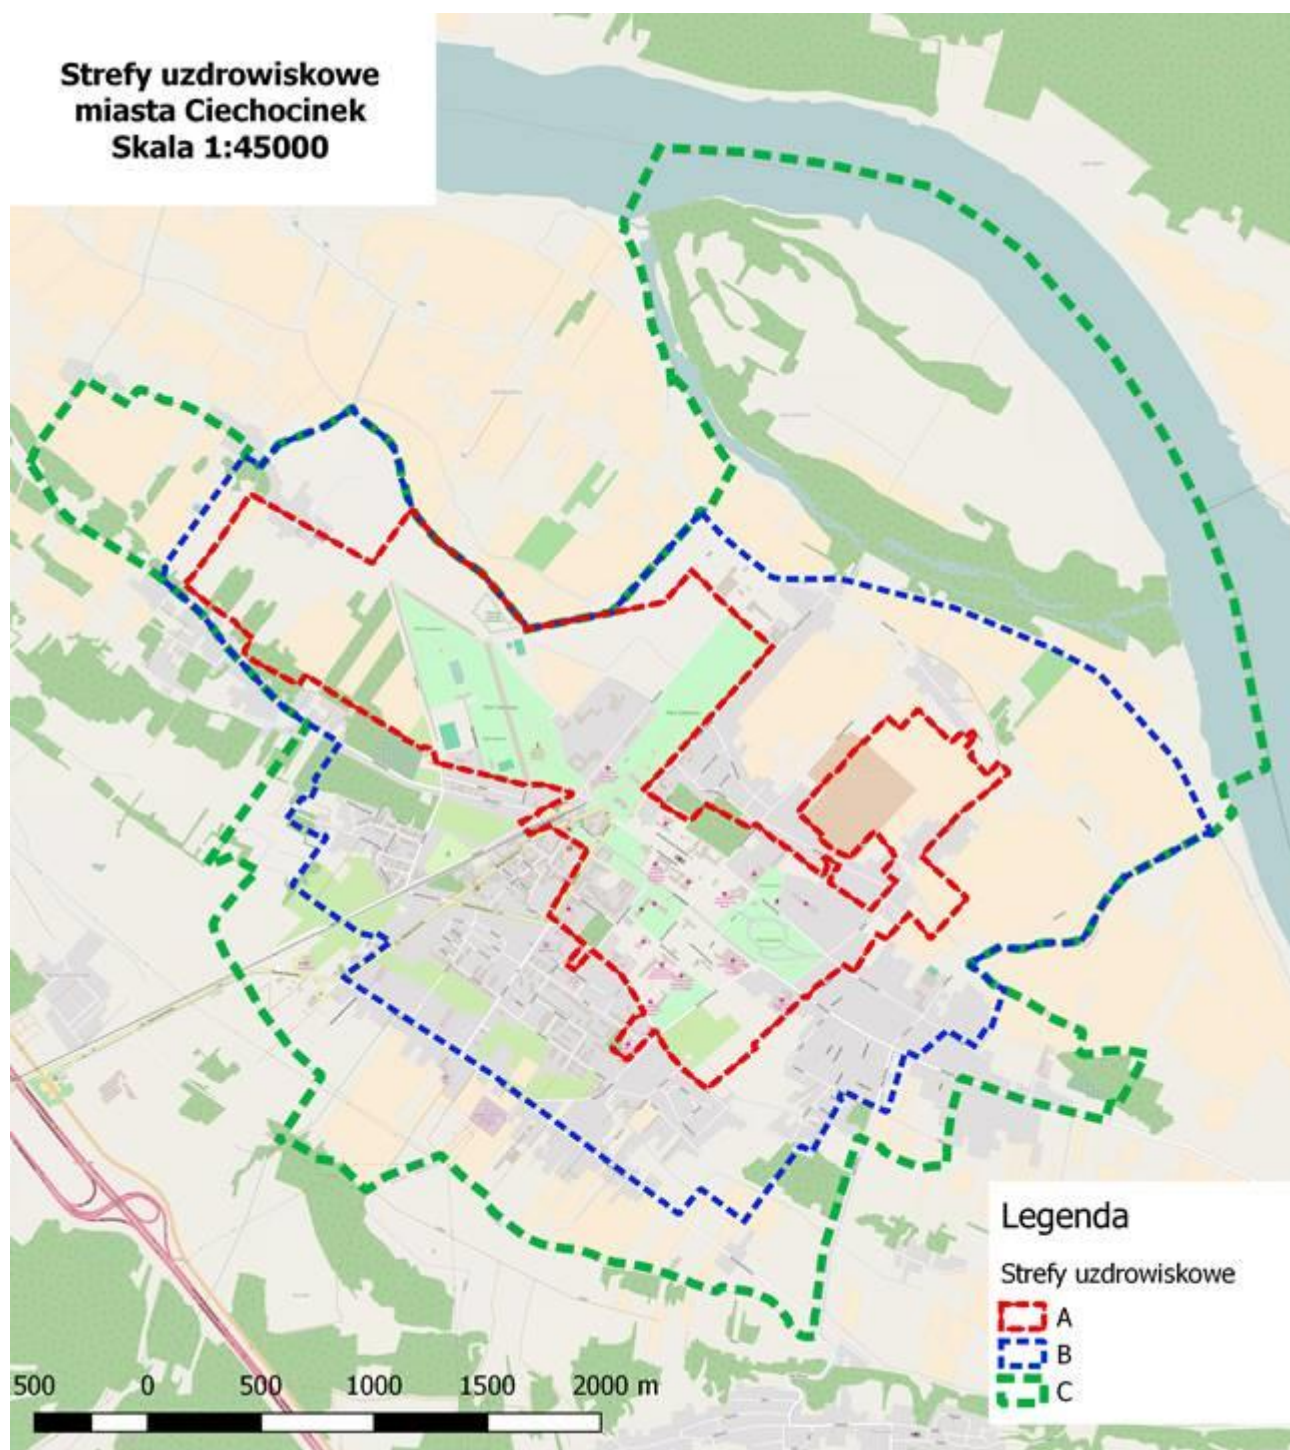 Strefy uzdrowiskowe
miasta Ciechocinek
Skala 1:45000
Legenda
Strefy uzdrowiskowe
A
B
C
500 0 500 1000 1500 2000 m